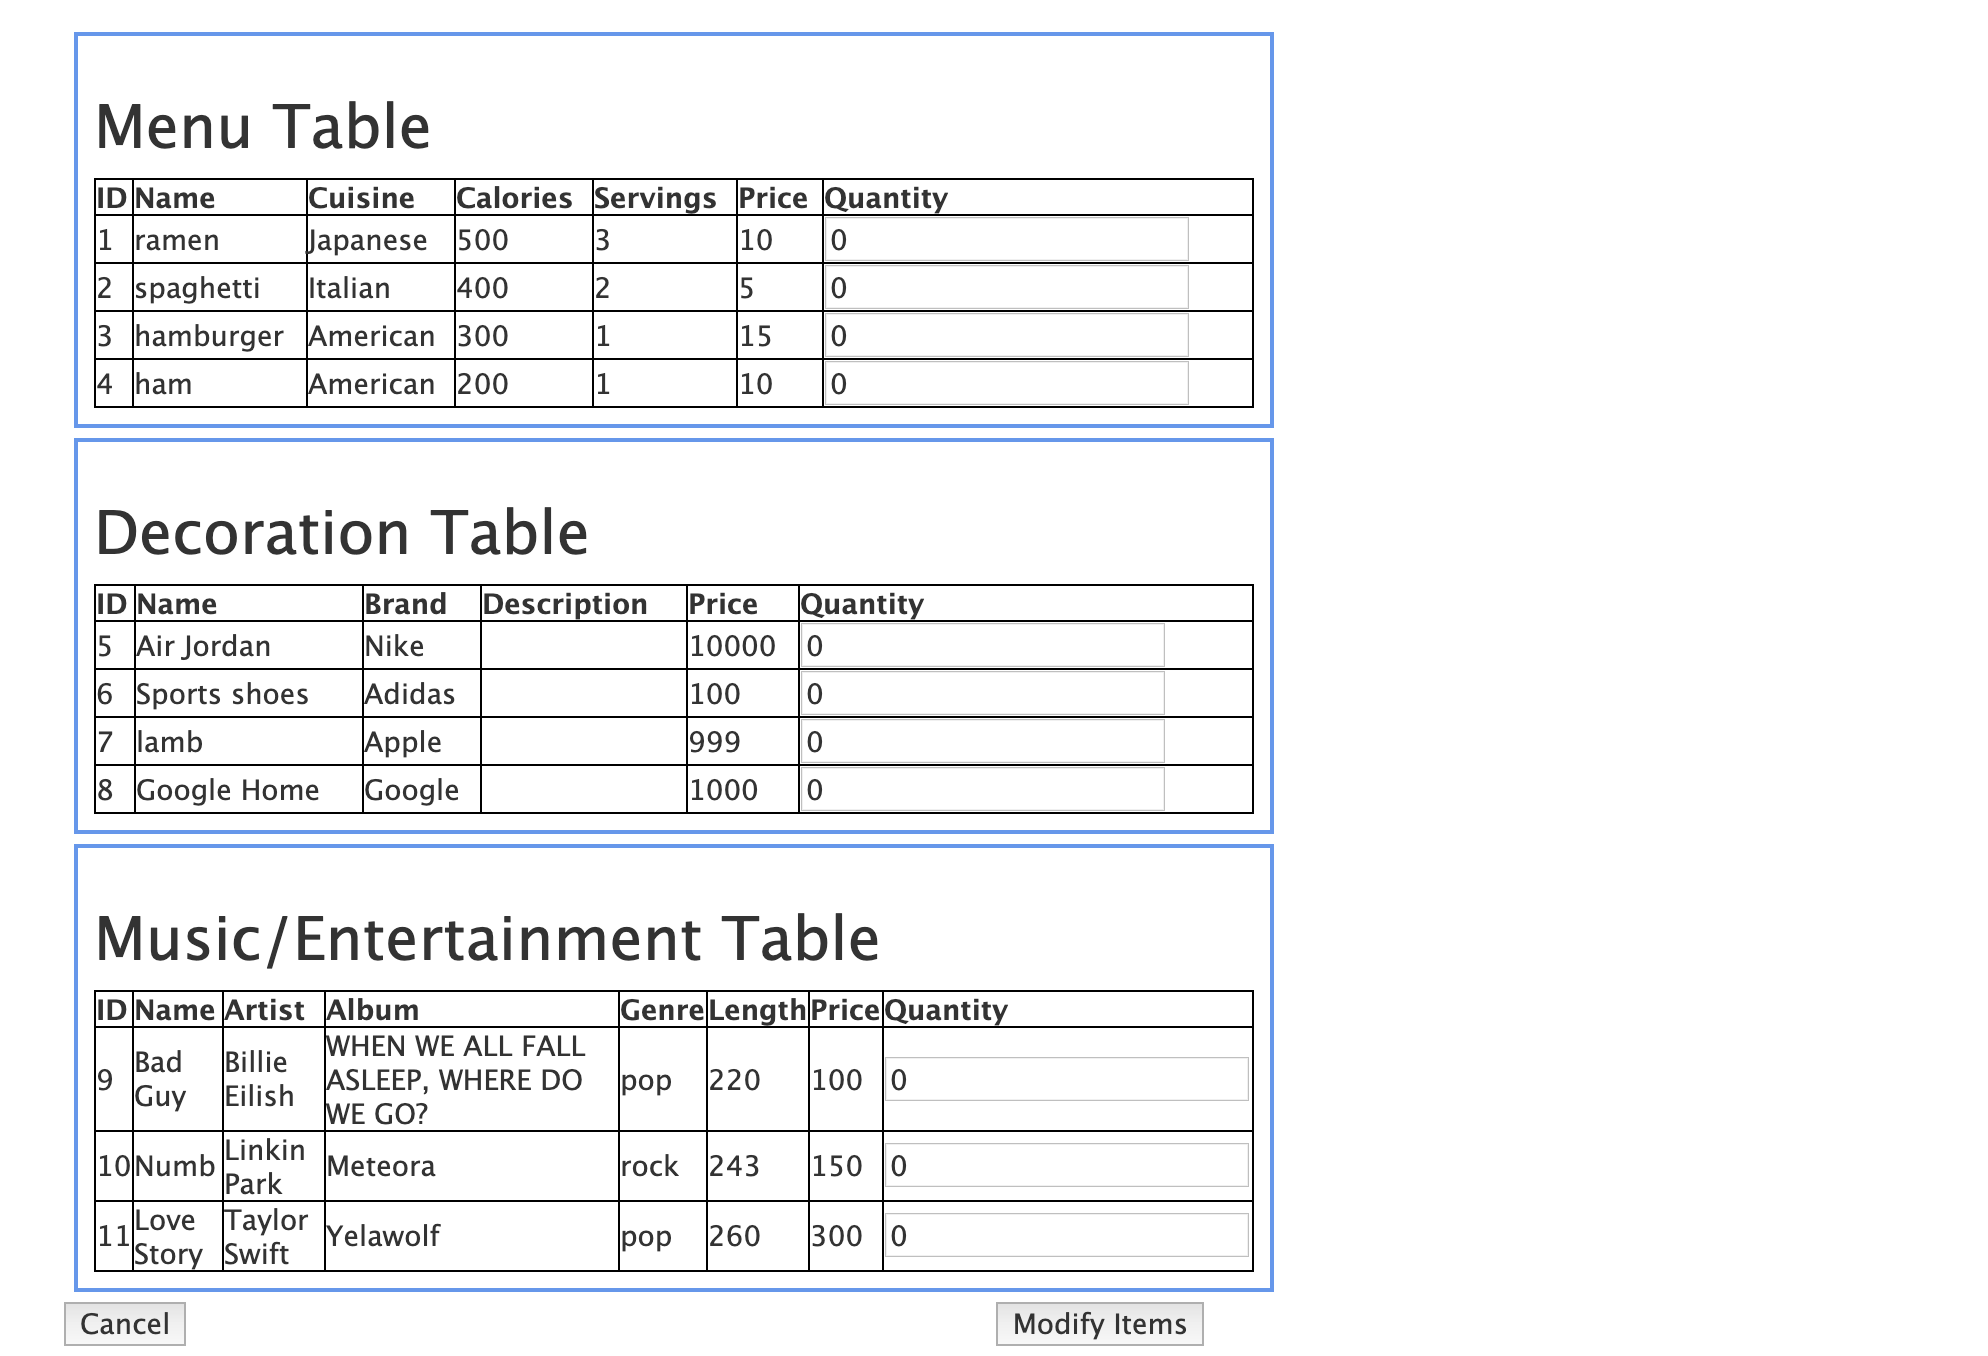 Menu Table
ID Name Cuisine Calories Servings Price Quantity
1 ramen Japanese 500 3 10 0
2 spaghetti Italian 400 2 5 0
3 hamburger American 300 1 15 0
4 ham American 200 1 10 0
Decoration Table
ID Name Brand Description Price Quantity
5 Air Jordan Nike 10000 0
6 Sports shoes Adidas 100 0
7 lamb Apple 999 0
8 Google Home Google 1000 0
Music/Entertainment Table
ID Name Artist Album Genre Length Price Quantity
9 Bad Guy Billie Eilish WHEN WE ALL FALL ASLEEP, WHERE DO WE GO? pop 220 100 0
10 Numb Linkin Park Meteora rock 243 150 0
11 Love Story Taylor Swift Yelawolf pop 260 300 0
Cancel Modify Items